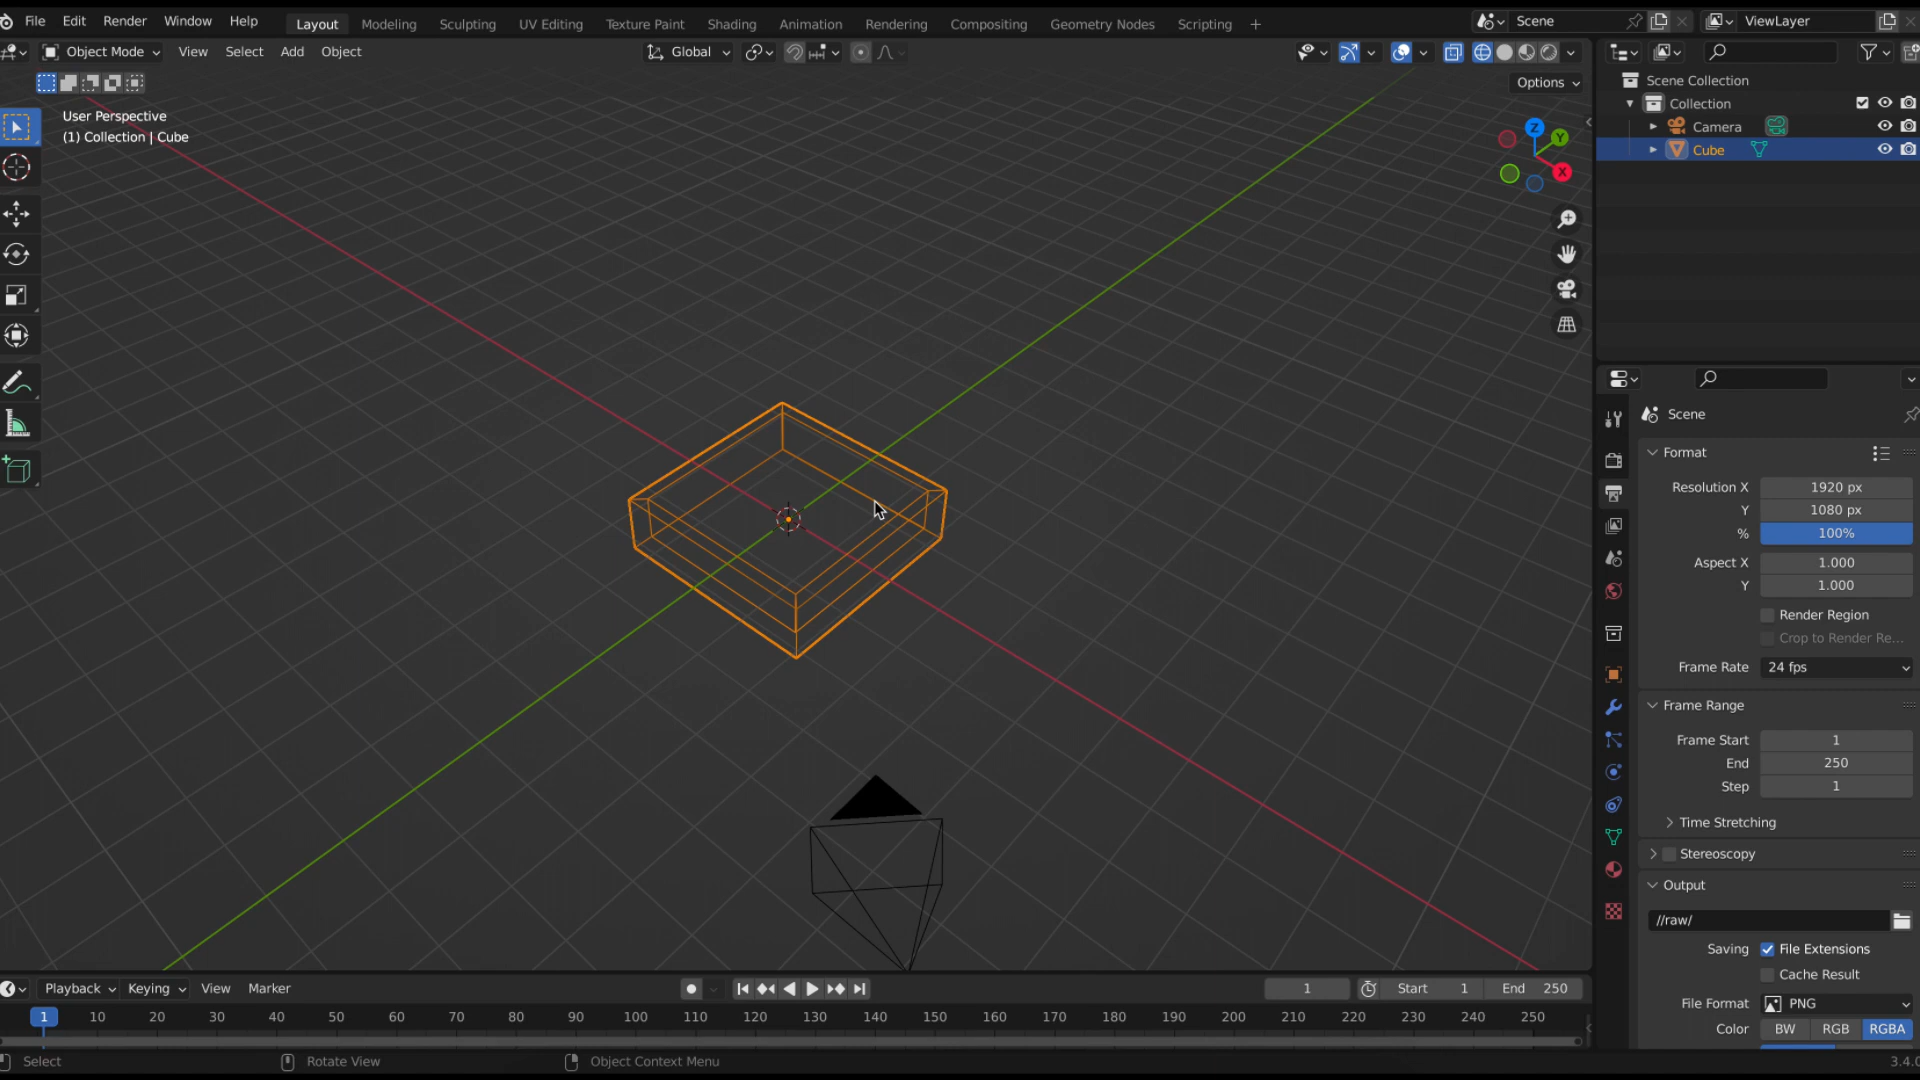 File Edit Render Window Help Layout Modeling Sculpting UV Editing Texture Paint Shading Animation Rendering Compositing Geometry Nodes Scripting + Scene ViewLayer
Object Mode View Select Add Object Global
Options
User Perspective
(1) Collection | Cube
Z
Y
X
Scene Collection
Collection
Camera
Cube
Scene
Format
Resolution X 1920 px
Y 1080 px
% 100%
Aspect X 1.000
Y 1.000
Render Region
Crop to Render Re...
Frame Rate 24 fps
Frame Range
Frame Start 1
End 250
Step 1
Time Stretching
Stereoscopy
Output
//raw/
Saving File Extensions
Cache Result
File Format PNG
Color BW RGB RGBA
Playback Keying View Marker 1 Start 1 End 250
1 10 20 30 40 50 60 70 80 90 100 110 120 130 140 150 160 170 180 190 200 210 220 230 240 250
Select Rotate View Object Context Menu